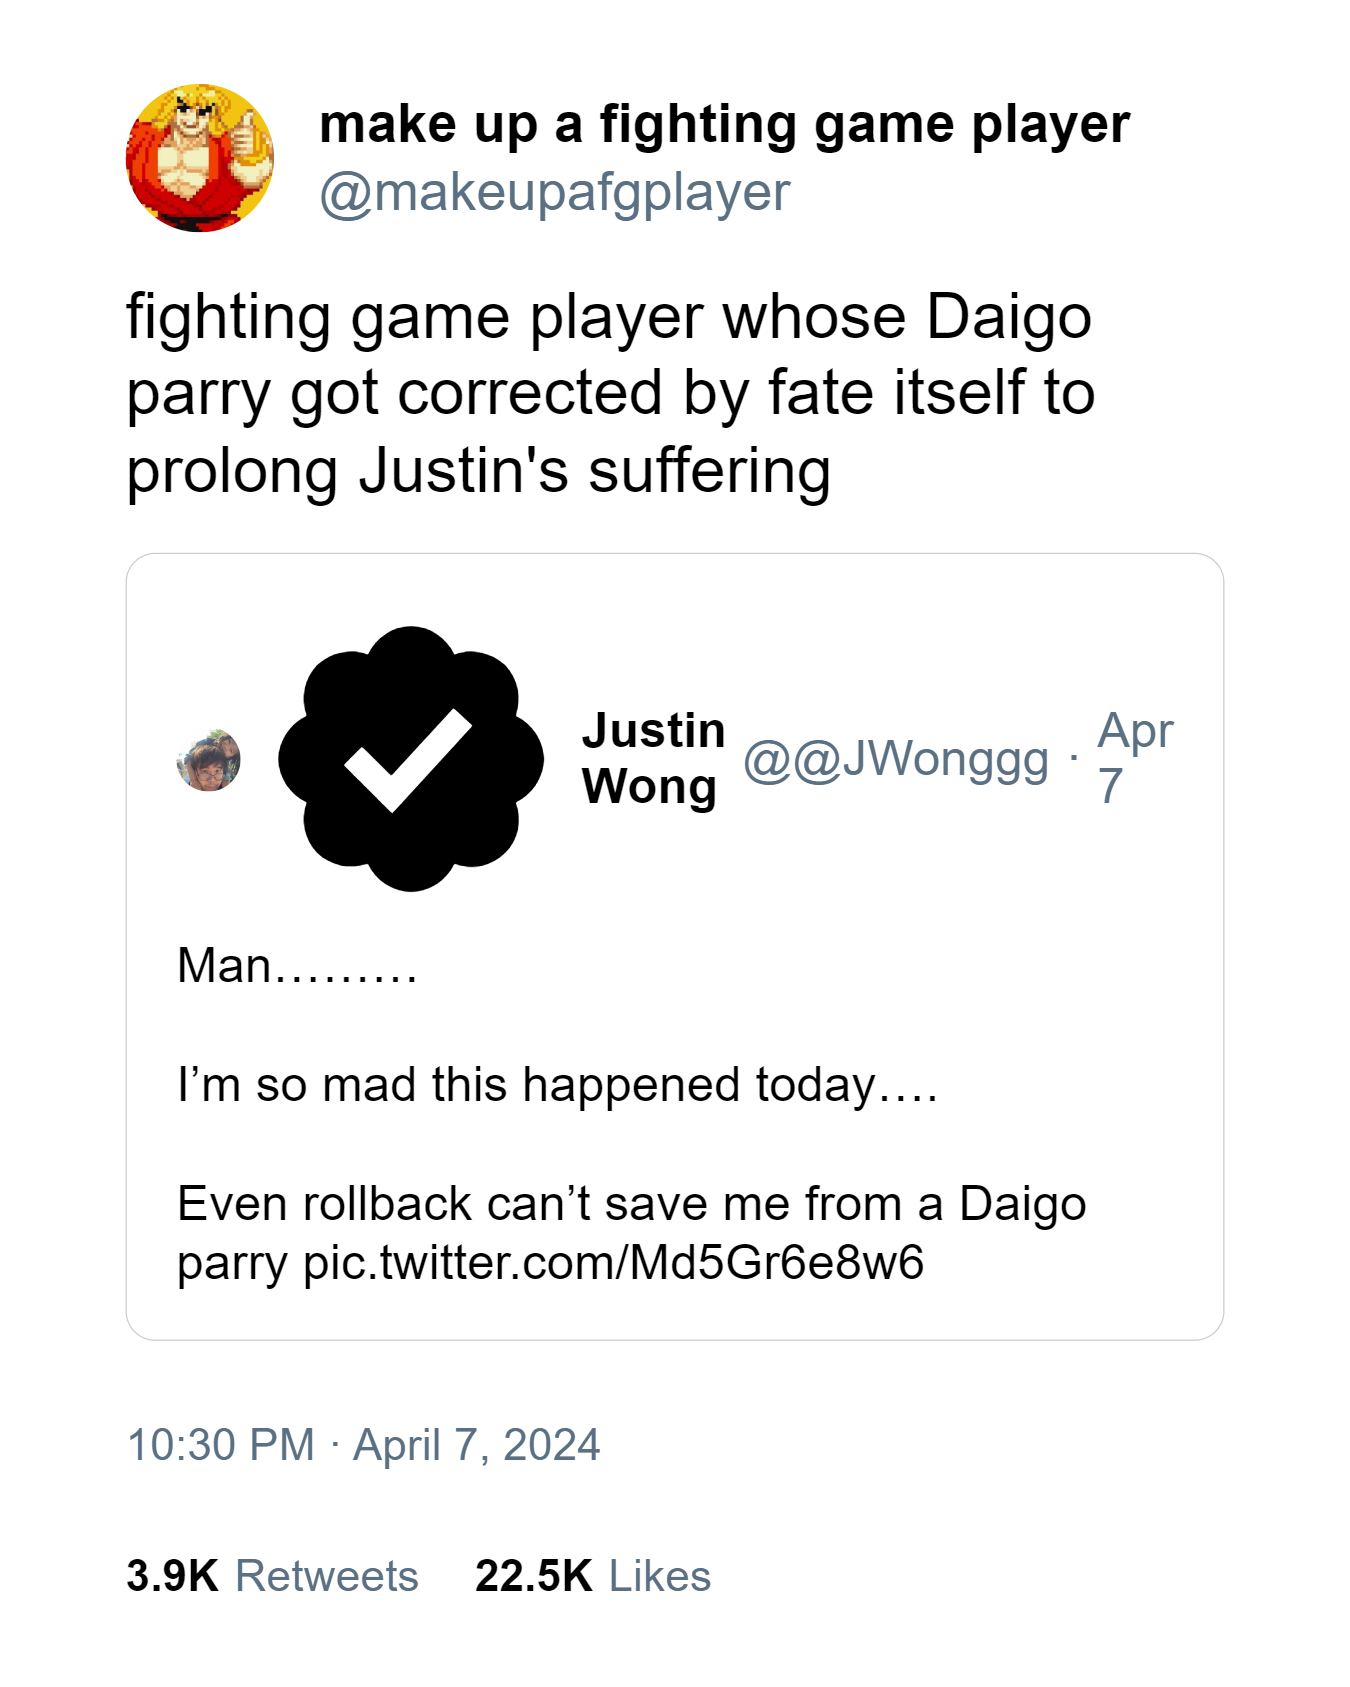 make up a fighting game player
@makeupafgplayer
fighting game player whose Daigo
parry got corrected by fate itself to
prolong Justin's suffering
Justin
Wong
@@JWonggg · Apr
7
Man………
I’m so mad this happened today….
Even rollback can’t save me from a Daigo
parry pic.twitter.com/Md5Gr6e8w6
10:30 PM · April 7, 2024
3.9K Retweets 22.5K Likes